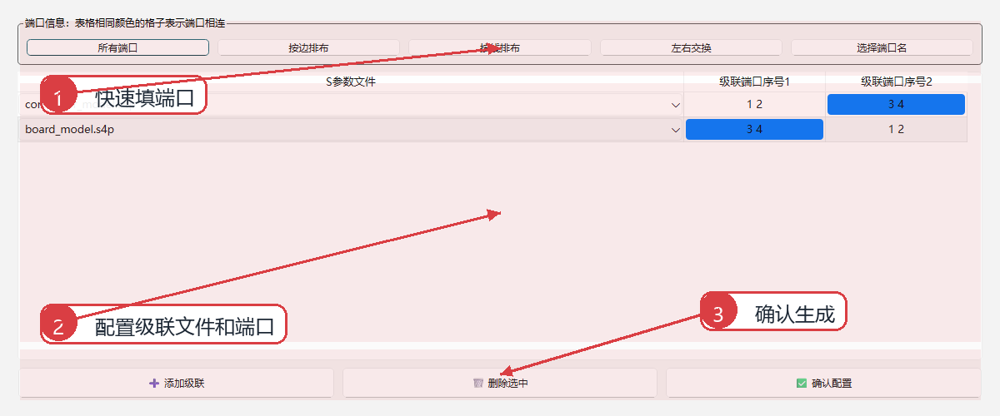 端口信息：表格相同颜色的格子表示端口相连
所有端口 按边排布 排布 左右交换 选择端口名
S参数文件 级联端口序号1 级联端口序号2
1 快速填端口
1 2 3 4
board_model.s4p 3 4 1 2
2 配置级联文件和端口
3 确认生成
添加级联 删除选中 确认配置